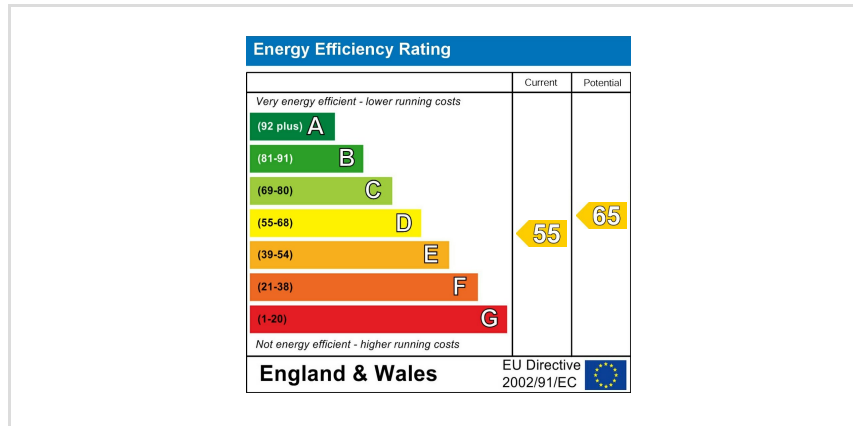 Energy Efficiency Rating
Current Potential
Very energy efficient - lower running costs
(92 plus) A
(81-91) B
(69-80) C
(55-68) D
55 65
(39-54) E
(21-38) F
(1-20) G
Not energy efficient - higher running costs
England & Wales
EU Directive
2002/91/EC